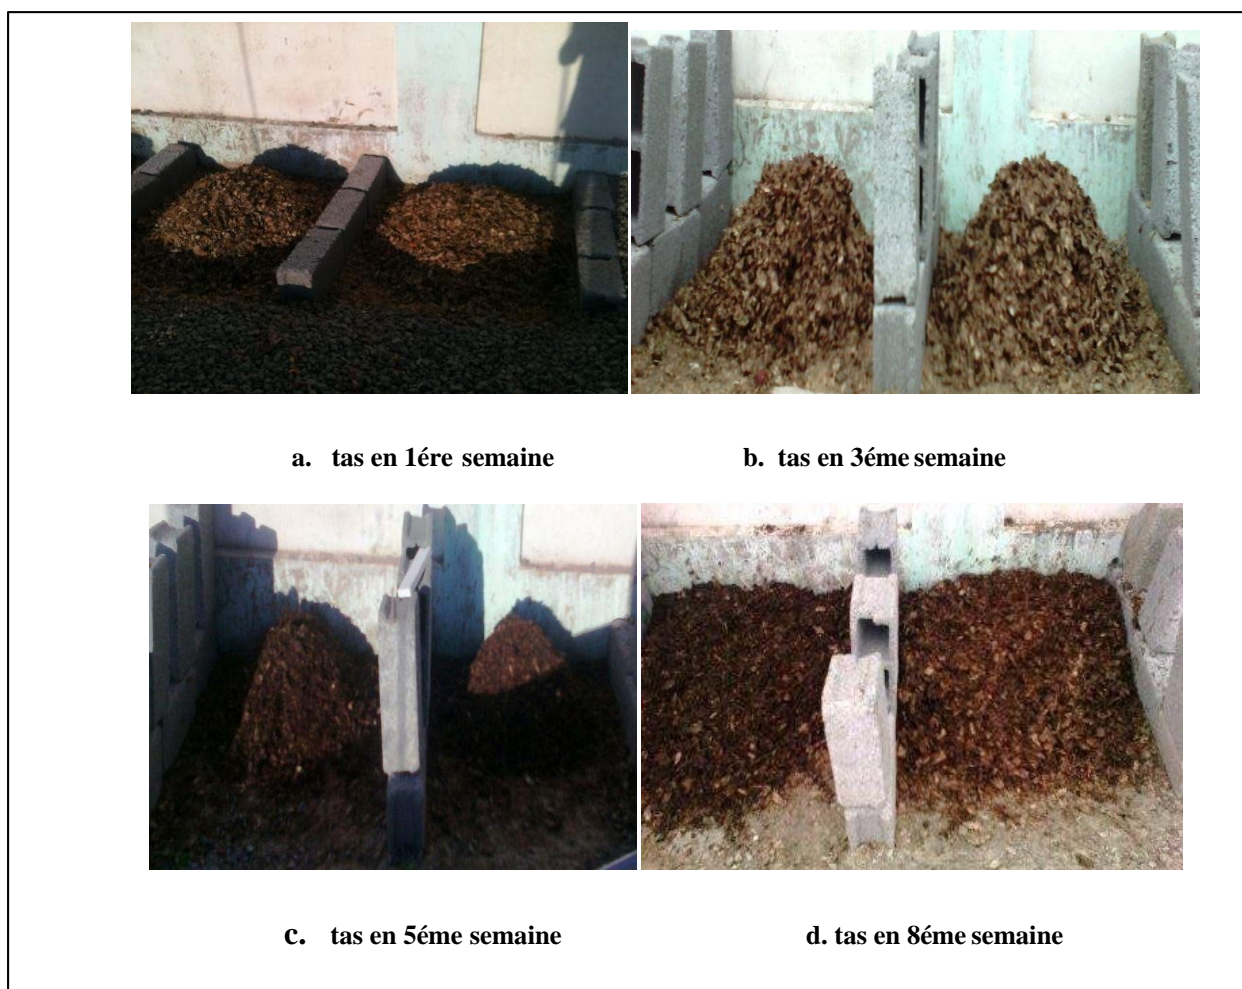 a. tas en 1ére semaine
b. tas en 3éme semaine
c. tas en 5éme semaine
d. tas en 8éme semaine